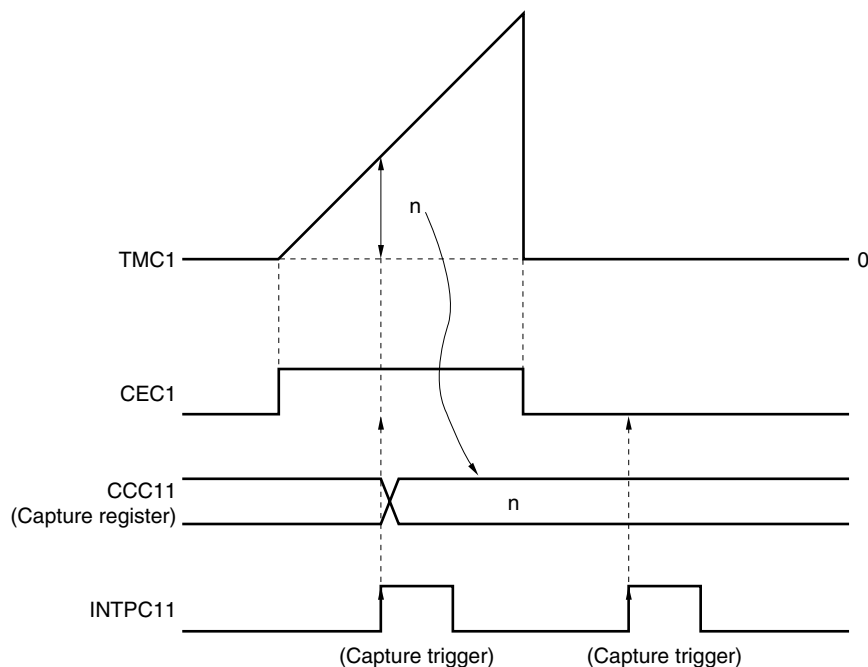 n
TMC1
0
CEC1
CCC11
(Capture register)
n
INTPC11
(Capture trigger)
(Capture trigger)